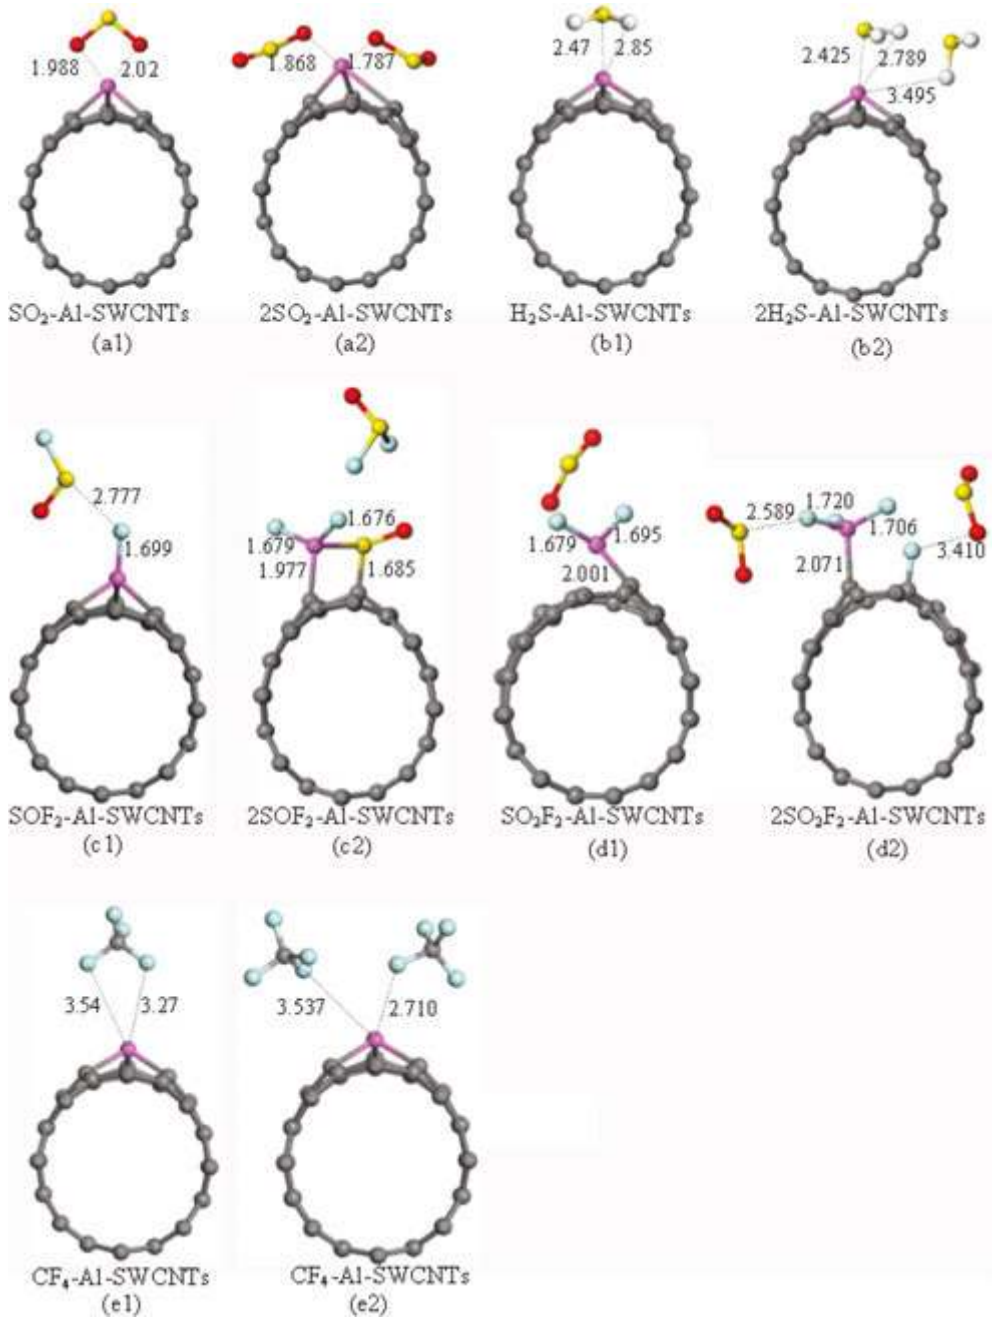 1.988 2.02
1.868 1.787
2.47 2.85
2.425 2.789
3.495
SO₂-Al-SWCNTs 2SO₂-Al-SWCNTs H₂S-Al-SWCNTs 2H₂S-Al-SWCNTs
(a1) (a2) (b1) (b2)
2.777
1.699
1.676
1.679
1.977 1.685
1.679 1.695
2.001
2.589 1.720
1.706
2.071 3.410
SOF₂-Al-SWCNTs 2SOF₂-Al-SWCNTs SO₂F₂-Al-SWCNTs 2SO₂F₂-Al-SWCNTs
(c1) (c2) (d1) (d2)
3.54 3.27
3.537 2.710
CF₄-Al-SWCNTs CF₄-Al-SWCNTs
(e1) (e2)